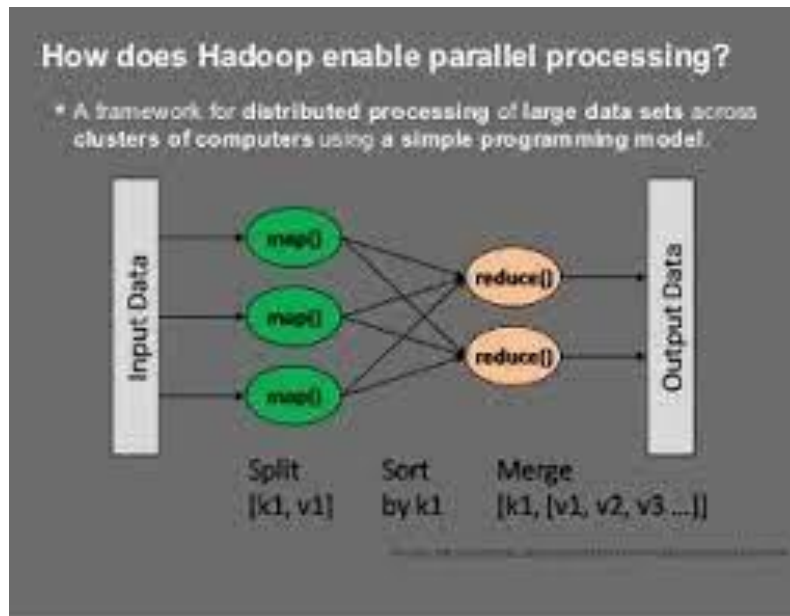 How does Hadoop enable parallel processing?
* A framework for distributed processing of large data sets across
clusters of computers using a simple programming model.
Input Data
map()
map()
map()
reduce()
reduce()
Output Data
Split
[k1, v1]
Sort
by k1
Merge
[k1, [v1, v2, v3 ...]]